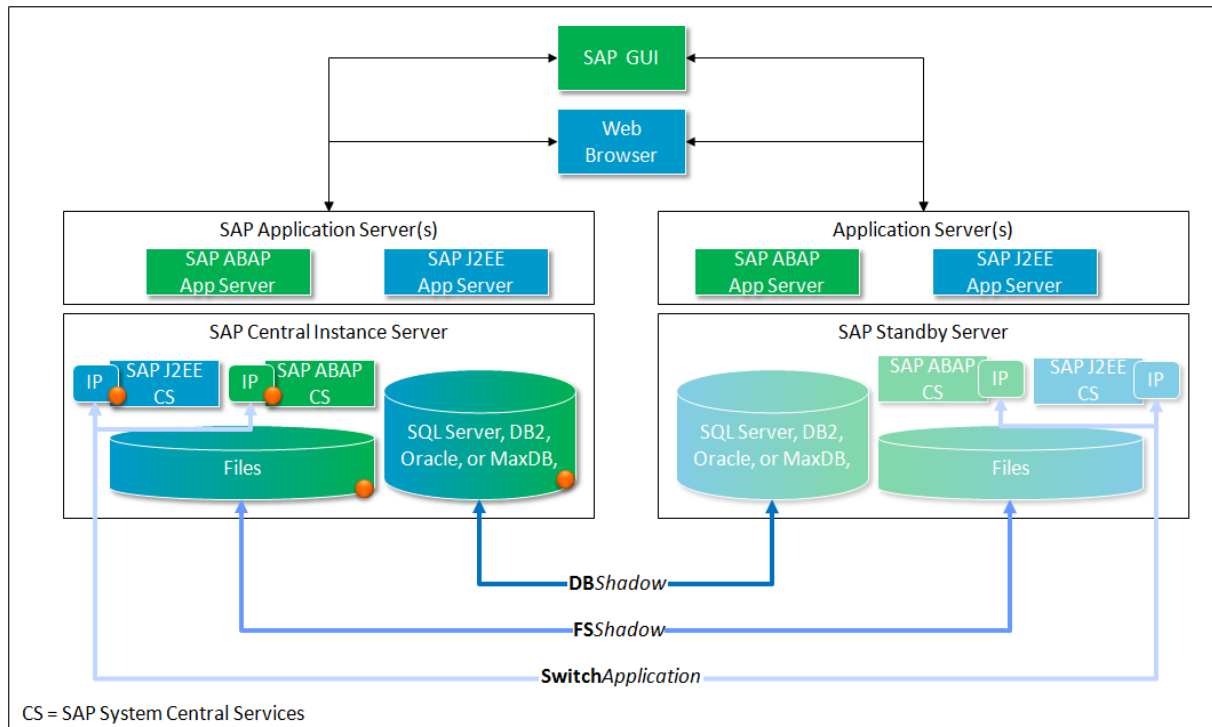 SAP GUI
Web
Browser
SAP Application Server(s)
SAP ABAP
App Server
SAP J2EE
App Server
Application Server(s)
SAP ABAP
App Server
SAP J2EE
App Server
SAP Central Instance Server
IP
SAP J2EE
CS
IP
SAP ABAP
CS
Files
SQL Server, DB2,
Oracle, or MaxDB,
SAP Standby Server
SAP ABAP
CS
IP
SAP J2EE
CS
IP
SQL Server, DB2,
Oracle, or MaxDB,
Files
DBShadow
FSShadow
SwitchApplication
CS = SAP System Central Services